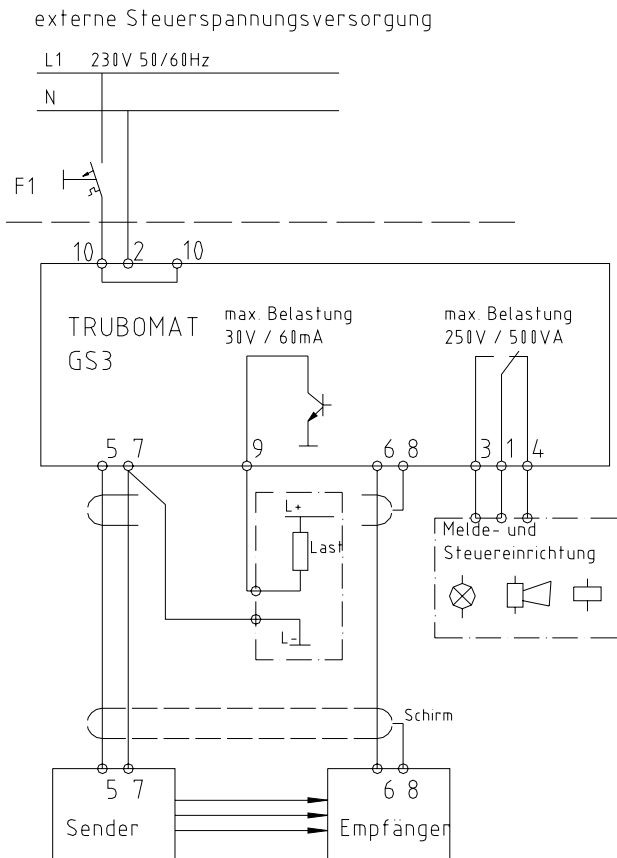 externe Steuerspannungsversorgung
L1 230V 50/60Hz
N
F1
10 2 10
TRUBOMAT
GS3
max. Belastung
30V / 60mA
max. Belastung
250V / 500VA
5 7 9 6 8 3 1 4
L+
Last
L-
Melde- und
Steuereinrichtung
Schirm
5 7 6 8
Sender
Empfänger